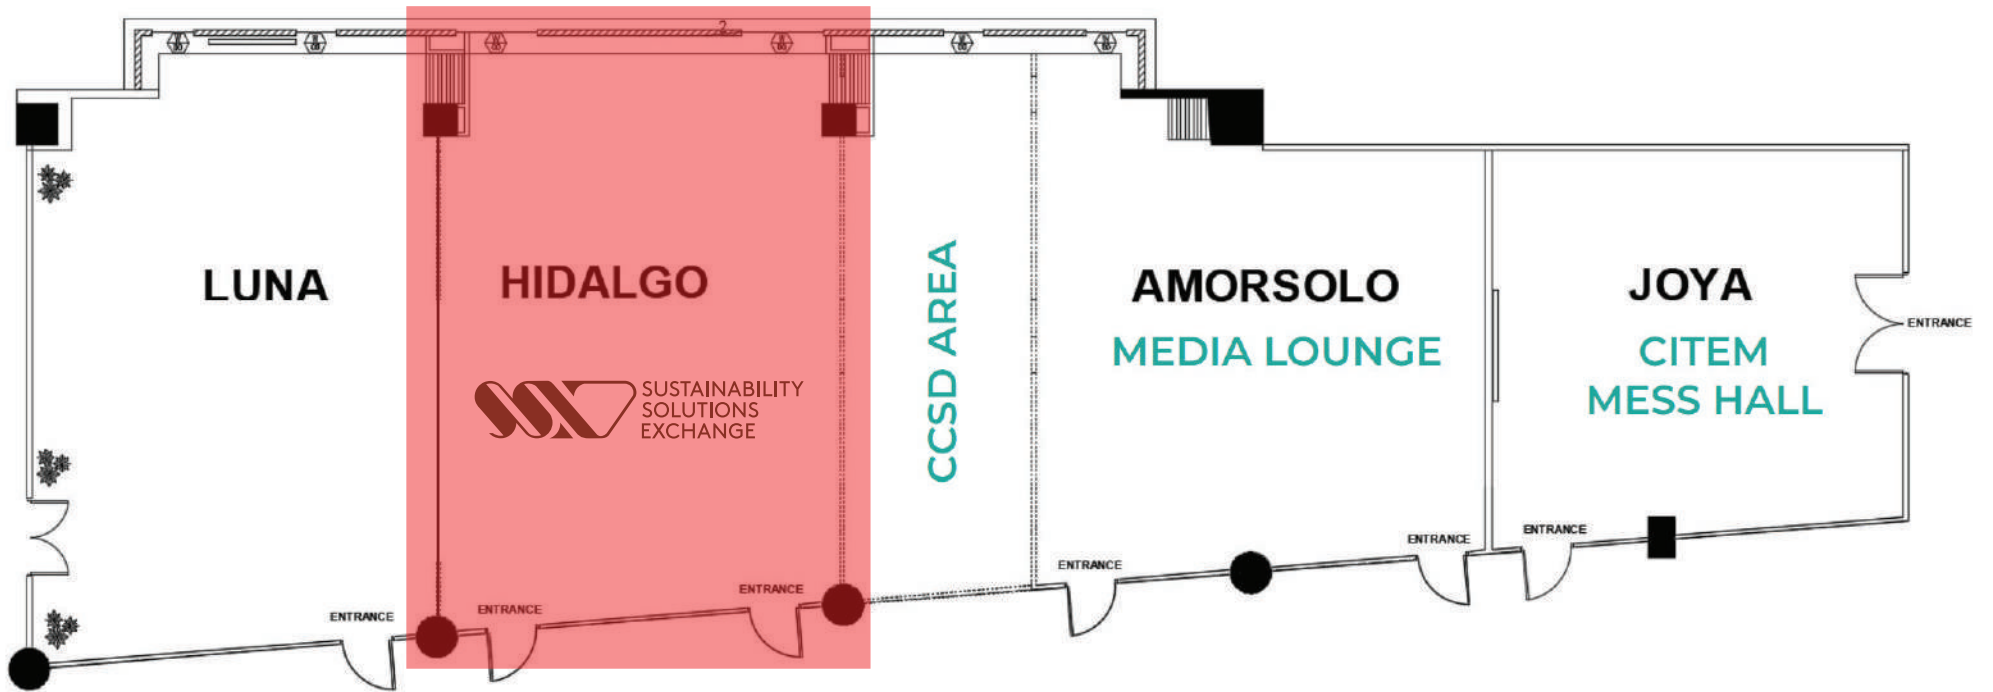 2
LUNA
HIDALGO
SUSTAINABILITY
SOLUTIONS
EXCHANGE
CCSD AREA
AMORSOLO
MEDIA LOUNGE
JOYA
CITEM
MESS HALL
ENTRANCE
ENTRANCE
ENTRANCE
ENTRANCE
ENTRANCE
ENTRANCE
ENTRANCE